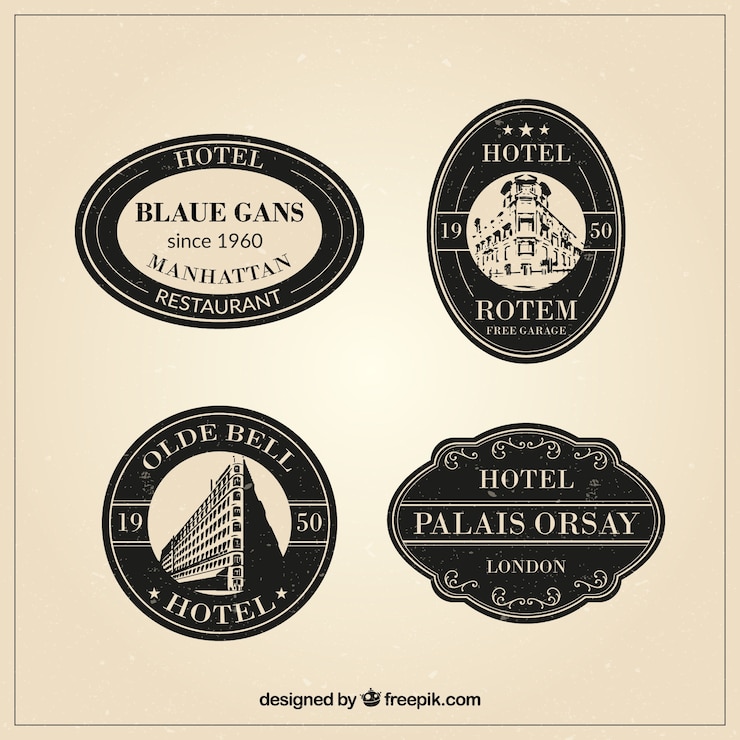 HOTEL
BLAUE GANS
since 1960
MANHATTAN
RESTAURANT
HOTEL
19 50
ROTEM
FREE GARAGE
OLDE BELL
19 50
HOTEL
HOTEL
PALAIS ORSAY
LONDON
designed by freepik.com